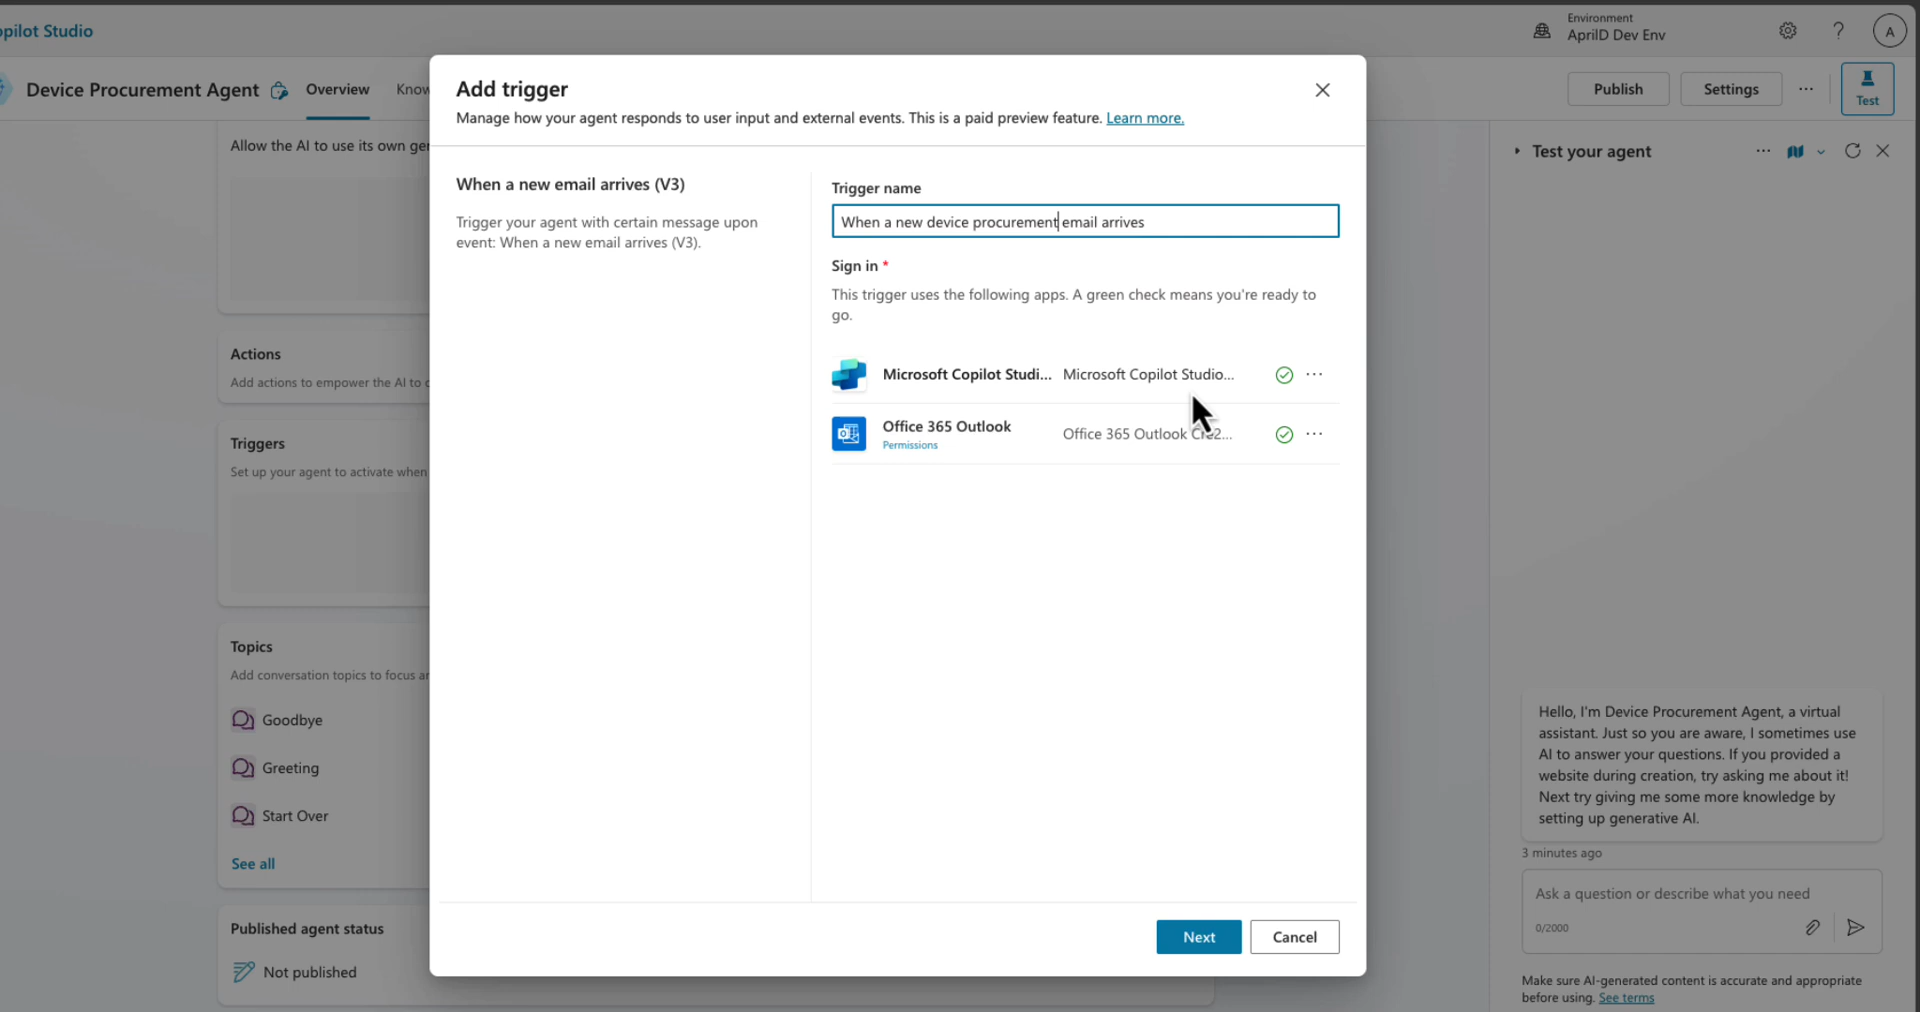 opilot Studio
Environment
AprilD Dev Env
A
Device Procurement Agent
Overview
Know
Publish
Settings
Test
Allow the AI to use its own ger
Actions
Add actions to empower the AI to c
Triggers
Set up your agent to activate when
Topics
Add conversation topics to focus ar
Goodbye
Greeting
Start Over
See all
Published agent status
Not published
Add trigger
Manage how your agent responds to user input and external events. This is a paid preview feature. Learn more.
When a new email arrives (V3)
Trigger your agent with certain message upon
event: When a new email arrives (V3).
Trigger name
When a new device procurement email arrives
Sign in *
This trigger uses the following apps. A green check means you're ready to
go.
Microsoft Copilot Studi... Microsoft Copilot Studio...
Office 365 Outlook
Permissions
Office 365 Outlook
Next
Cancel
Test your agent
Hello, I'm Device Procurement Agent, a virtual
assistant. Just so you are aware, I sometimes use
AI to answer your questions. If you provided a
website during creation, try asking me about it!
Next try giving me some more knowledge by
setting up generative AI.
3 minutes ago
Ask a question or describe what you need
0/2000
Make sure AI-generated content is accurate and appropriate
before using. See terms